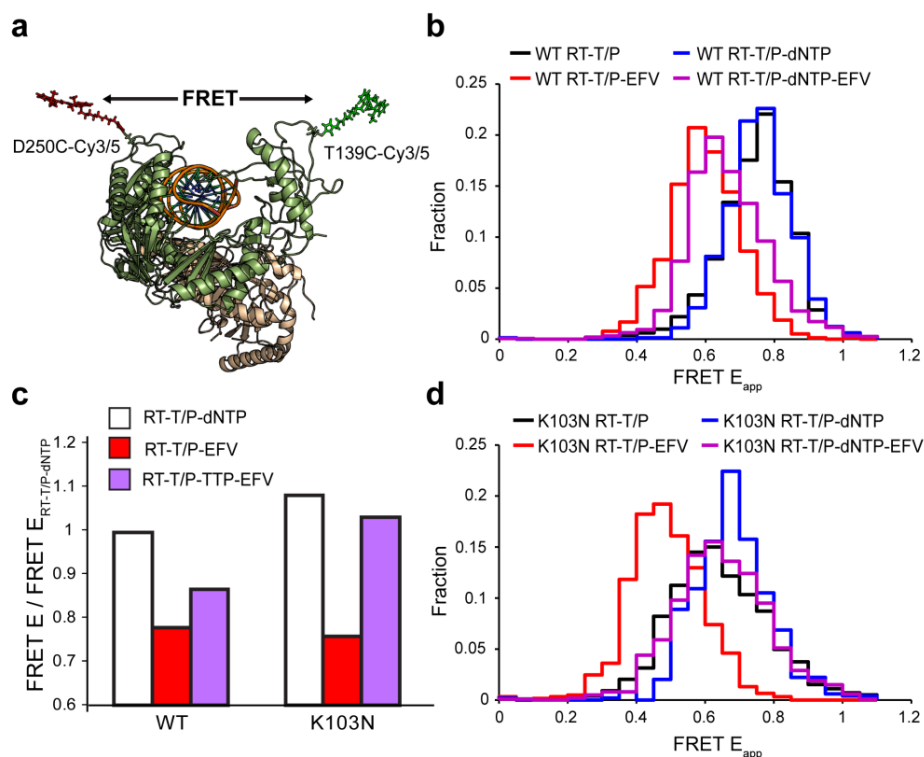 a
FRET
D250C-Cy3/5
T139C-Cy3/5
b
WT RT-T/P
WT RT-T/P-dNTP
WT RT-T/P-EFV
WT RT-T/P-dNTP-EFV
0.25
0.2
0.15
0.1
0.05
0
Fraction
0 0.2 0.4 0.6 0.8 1 1.2
FRET Eapp
c
RT-T/P-dNTP
RT-T/P-EFV
RT-T/P-TTP-EFV
1.2
1.1
1
0.9
0.8
0.7
0.6
FRET E / FRET ERT-T/P-dNTP
WT K103N
d
K103N RT-T/P
K103N RT-T/P-dNTP
K103N RT-T/P-EFV
K103N RT-T/P-dNTP-EFV
0.25
0.2
0.15
0.1
0.05
0
Fraction
0 0.2 0.4 0.6 0.8 1 1.2
FRET Eapp